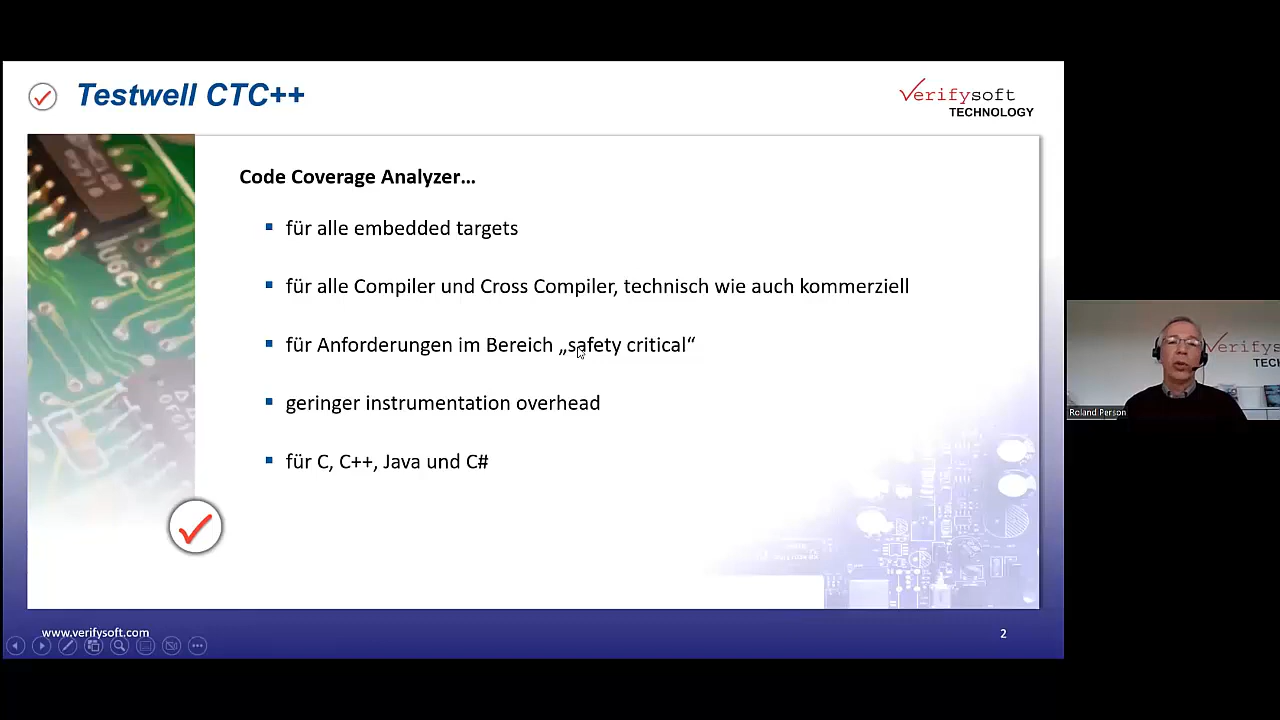 Testwell CTC++
Verifysoft
TECHNOLOGY
Code Coverage Analyzer...
für alle embedded targets
für alle Compiler und Cross Compiler, technisch wie auch kommerziell
für Anforderungen im Bereich „safety critical“
geringer instrumentation overhead
für C, C++, Java und C#
www.verifysoft.com
2
Verifys
TEC
Roland Person